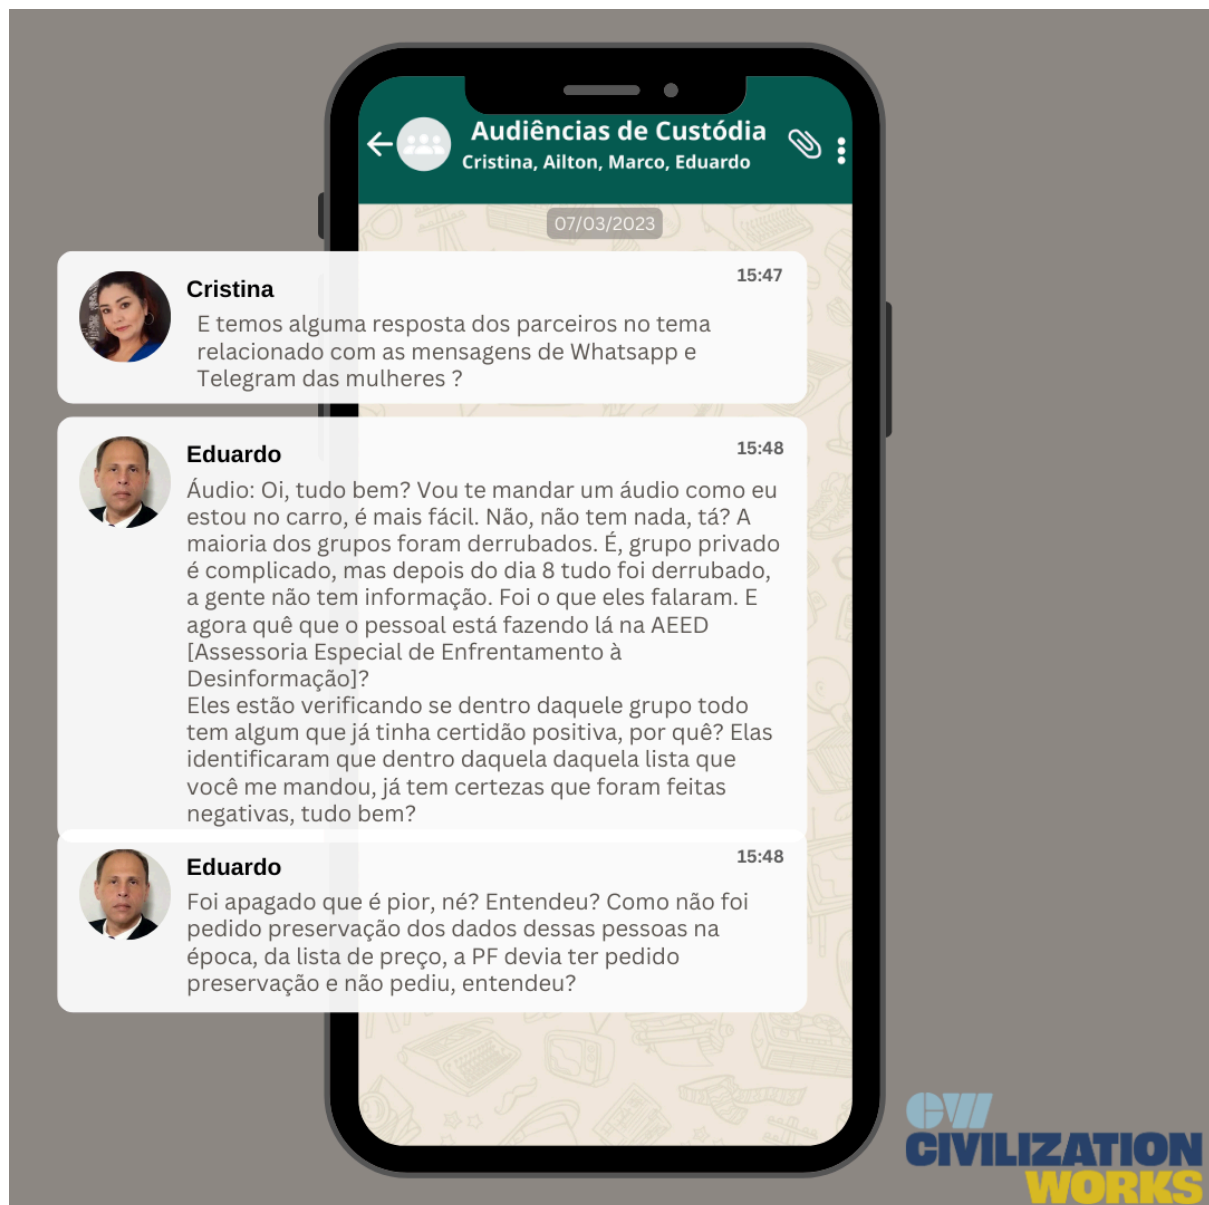 Audiências de Custódia
Cristina, Ailton, Marco, Eduardo
07/03/2023
Cristina
15:47
E temos alguma resposta dos parceiros no tema
relacionado com as mensagens de Whatsapp e
Telegram das mulheres ?
Eduardo
15:48
Áudio: Oi, tudo bem? Vou te mandar um áudio como eu
estou no carro, é mais fácil. Não, não tem nada, tá? A
maioria dos grupos foram derrubados. É, grupo privado
é complicado, mas depois do dia 8 tudo foi derrubado,
a gente não tem informação. Foi o que eles falaram. E
agora quê que o pessoal está fazendo lá na AEED
[Assessoria Especial de Enfrentamento à
Desinformação]?
Eles estão verificando se dentro daquele grupo todo
tem algum que já tinha certidão positiva, por quê? Elas
identificaram que dentro daquela daquela lista que
você me mandou, já tem certezas que foram feitas
negativas, tudo bem?
Eduardo
15:48
Foi apagado que é pior, né? Entendeu? Como não foi
pedido preservação dos dados dessas pessoas na
época, da lista de preço, a PF devia ter pedido
preservação e não pediu, entendeu?
CW
CIVILIZATION
WORKS